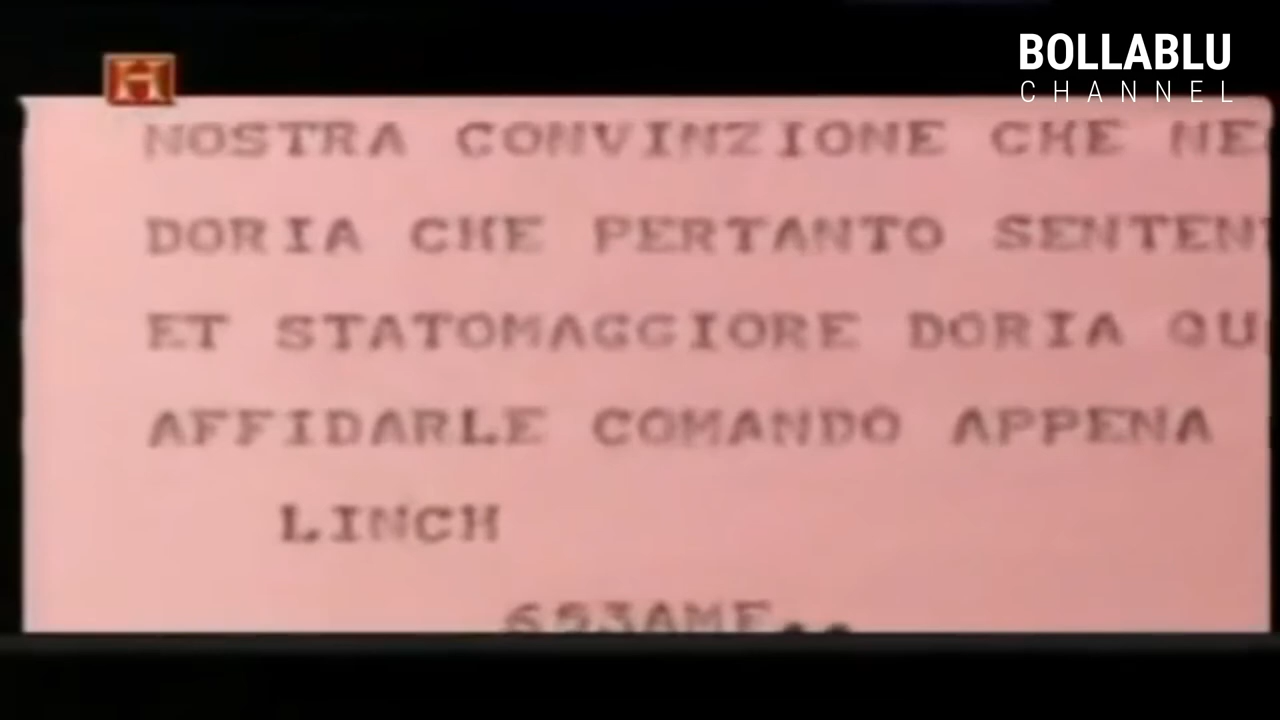 BOLLABLU
CHANNEL
H
NOSTRA CONVINZIONE CHE
DORIA CHE PERTANTO
ET STATOMAGGIORE DORIA
AFFIDARLE COMANDO APPENA
LINCH